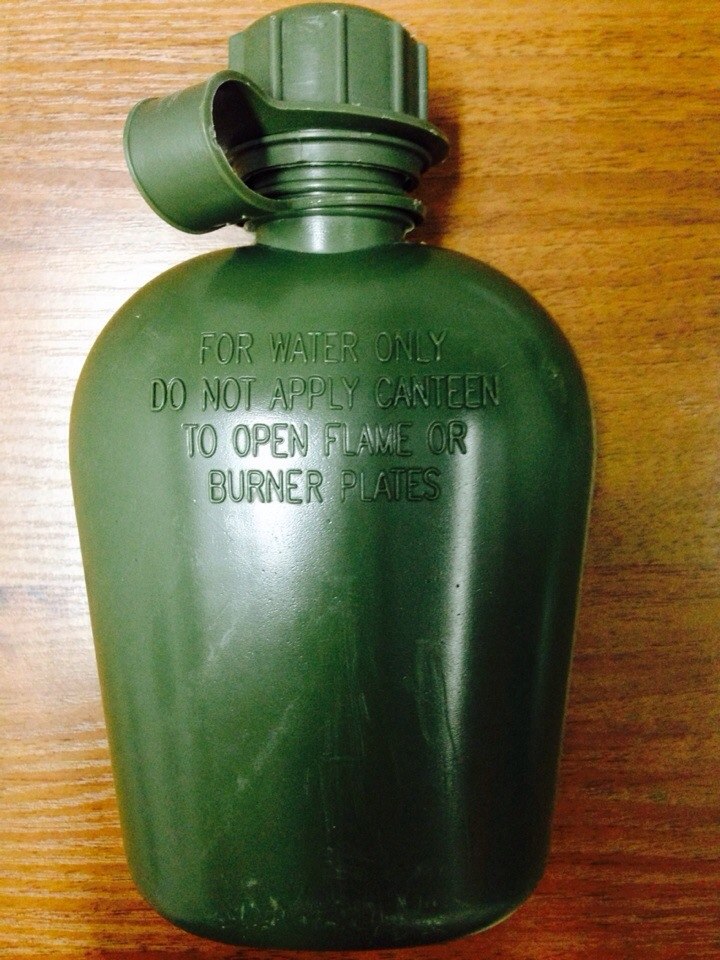 FOR WATER ONLY
DO NOT APPLY CANTEEN
TO OPEN FLAME OR
BURNER PLATES